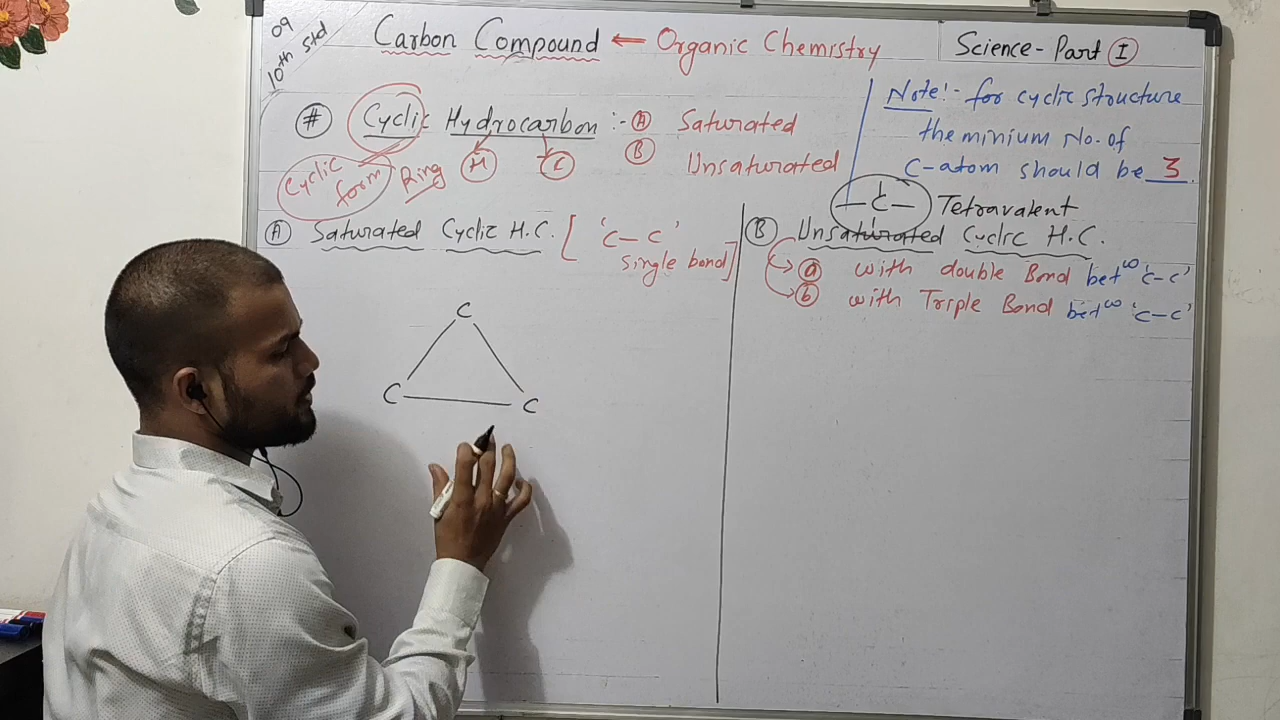 09
10th std
Carbon Compound ← Organic Chemistry
Science - Part I
# Cyclic Hydrocarbon :- A Saturated
B Unsaturated
Cyclic form Ring H C
Note!:- for cyclic structure
the minium No. of
C-atom should be 3.
-C- Tetravalent
A Saturated Cyclic H.C. [ 'C-C'
single bond]
B Unsaturated Cyclic H.C.
a with double Bond betⁿ 'C-C'
b with Triple Bond betⁿ 'C-C'
C
C C